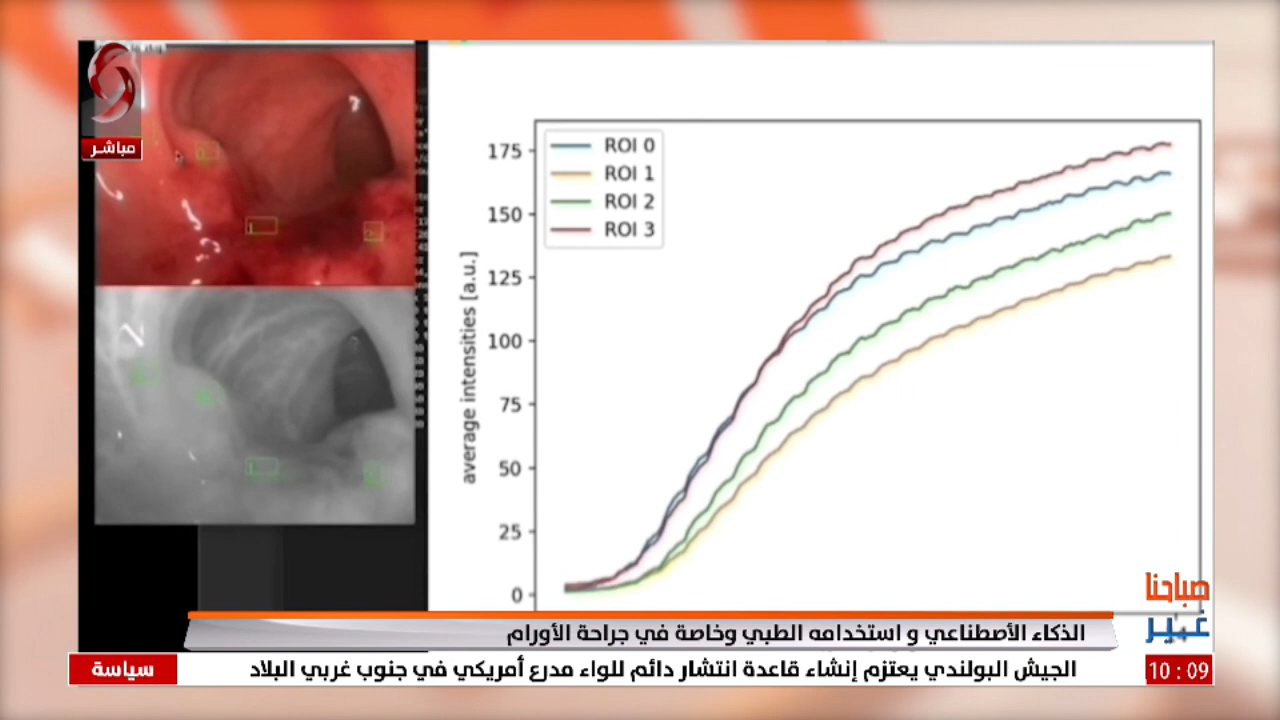 مباشر
ROI 0
ROI 1
ROI 2
ROI 3
175
150
125
100
75
50
25
0
average intensities [a.u.]
1
1
صباحنا
غير
الذكاء الأصطناعي و استخدامه الطبي وخاصة في جراحة الأورام
سياسة
الجيش البولندي يعتزم إنشاء قاعدة انتشار دائم للواء مدرع أمريكي في جنوب غربي البلاد
10 : 09